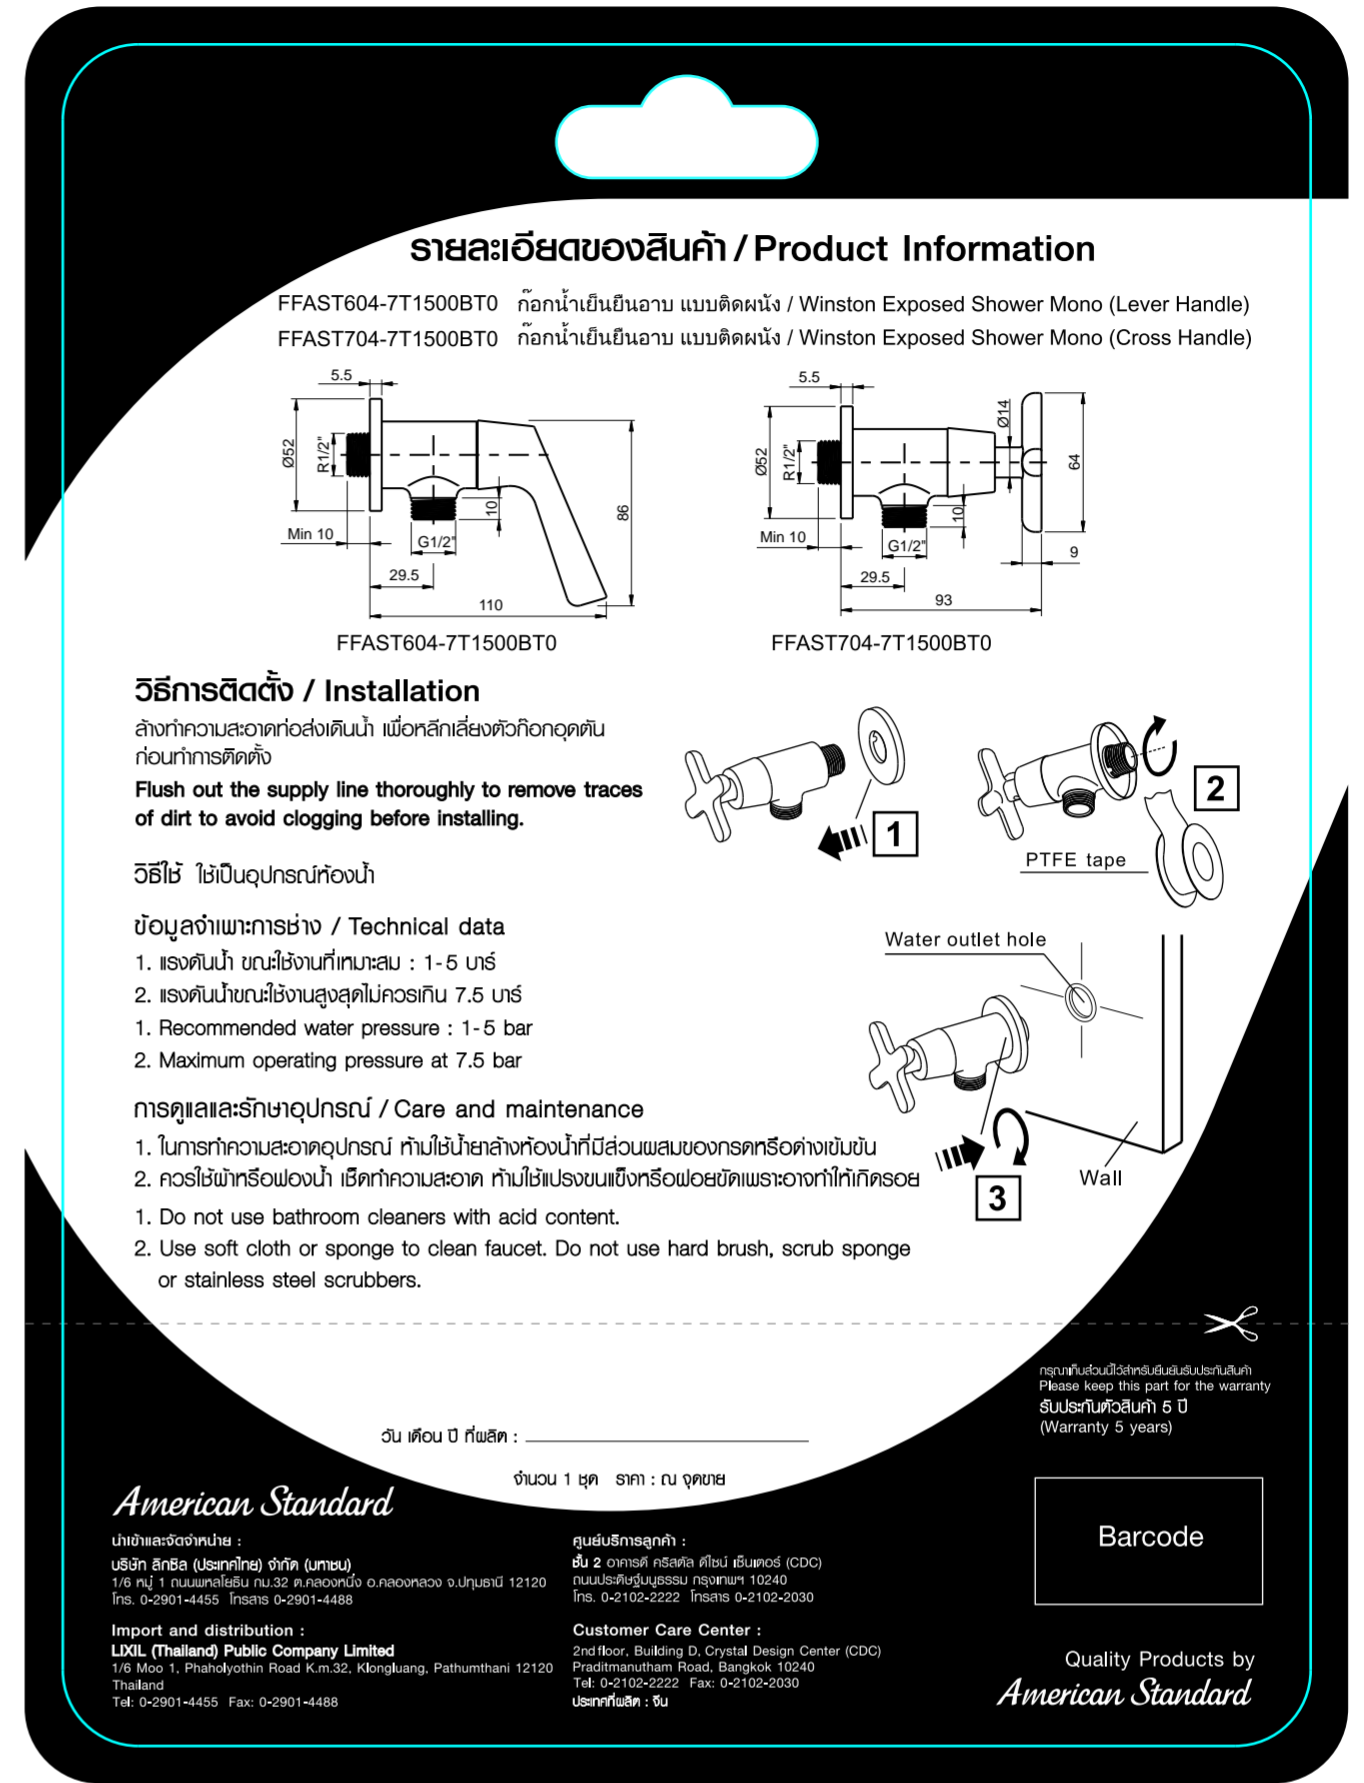 รายละเอียดของสินค้า / Product Information
FFAST604-7T1500BT0 ก๊อกน้ำเย็นยืนอาบ แบบติดผนัง / Winston Exposed Shower Mono (Lever Handle)
FFAST704-7T1500BT0 ก๊อกน้ำเย็นยืนอาบ แบบติดผนัง / Winston Exposed Shower Mono (Cross Handle)
5.5
Ø52
R1/2"
Min 10
G1/2"
10
29.5
110
86
FFAST604-7T1500BT0
5.5
Ø52
R1/2"
Min 10
G1/2"
10
29.5
93
Ø14
64
9
FFAST704-7T1500BT0
วิธีการติดตั้ง / Installation
ล้างทำความสะอาดท่อส่งเดินน้ำ เพื่อหลีกเลี่ยงตัวก๊อกอุดตัน
ก่อนทำการติดตั้ง
Flush out the supply line thoroughly to remove traces
of dirt to avoid clogging before installing.
1
2
PTFE tape
วิธีใช้ ใช้เป็นอุปกรณ์ห้องน้ำ
ข้อมูลจำเพาะการช่าง / Technical data
1. แรงดันน้ำ ขณะใช้งานที่เหมาะสม : 1-5 บาร์
2. แรงดันน้ำขณะใช้งานสูงสุดไม่ควรเกิน 7.5 บาร์
1. Recommended water pressure : 1-5 bar
2. Maximum operating pressure at 7.5 bar
Water outlet hole
Wall
3
การดูแลและรักษาอุปกรณ์ / Care and maintenance
1. ในการทำความสะอาดอุปกรณ์ ห้ามใช้น้ำยาล้างห้องน้ำที่มีส่วนผสมของกรดหรือด่างเข้มข้น
2. ควรใช้ผ้าหรือฟองน้ำ เช็ดทำความสะอาด ห้ามใช้แปรงขนแข็งหรือฝอยขัดเพราะอาจทำให้เกิดรอย
1. Do not use bathroom cleaners with acid content.
2. Use soft cloth or sponge to clean faucet. Do not use hard brush, scrub sponge
or stainless steel scrubbers.
กรุณาเก็บส่วนนี้ไว้สำหรับยืนยันรับประกันสินค้า
Please keep this part for the warranty
รับประกันตัวสินค้า 5 ปี
(Warranty 5 years)
วัน เดือน ปี ที่ผลิต :
จำนวน 1 ชุด ราคา : ณ จุดขาย
American Standard
นำเข้าและจัดจำหน่าย :
บริษัท ลิกซิล (ประเทศไทย) จำกัด (มหาชน)
1/6 หมู่ 1 ถนนพหลโยธิน กม.32 ต.คลองหนึ่ง อ.คลองหลวง จ.ปทุมธานี 12120
โทร. 0-2901-4455 โทรสาร 0-2901-4488
Import and distribution :
LIXIL (Thailand) Public Company Limited
1/6 Moo 1, Phaholyothin Road K.m.32, Klongluang, Pathumthani 12120
Thailand
Tel: 0-2901-4455 Fax: 0-2901-4488
ศูนย์บริการลูกค้า :
ชั้น 2 อาคารดี คริสตัล ดีไซน์ เซ็นเตอร์ (CDC)
ถนนประดิษฐ์มนูธรรม กรุงเทพฯ 10240
โทร. 0-2102-2222 โทรสาร 0-2102-2030
Customer Care Center :
2nd floor, Building D, Crystal Design Center (CDC)
Praditmanutham Road, Bangkok 10240
Tel: 0-2102-2222 Fax: 0-2102-2030
ประเทศที่ผลิต : จีน
Barcode
Quality Products by
American Standard